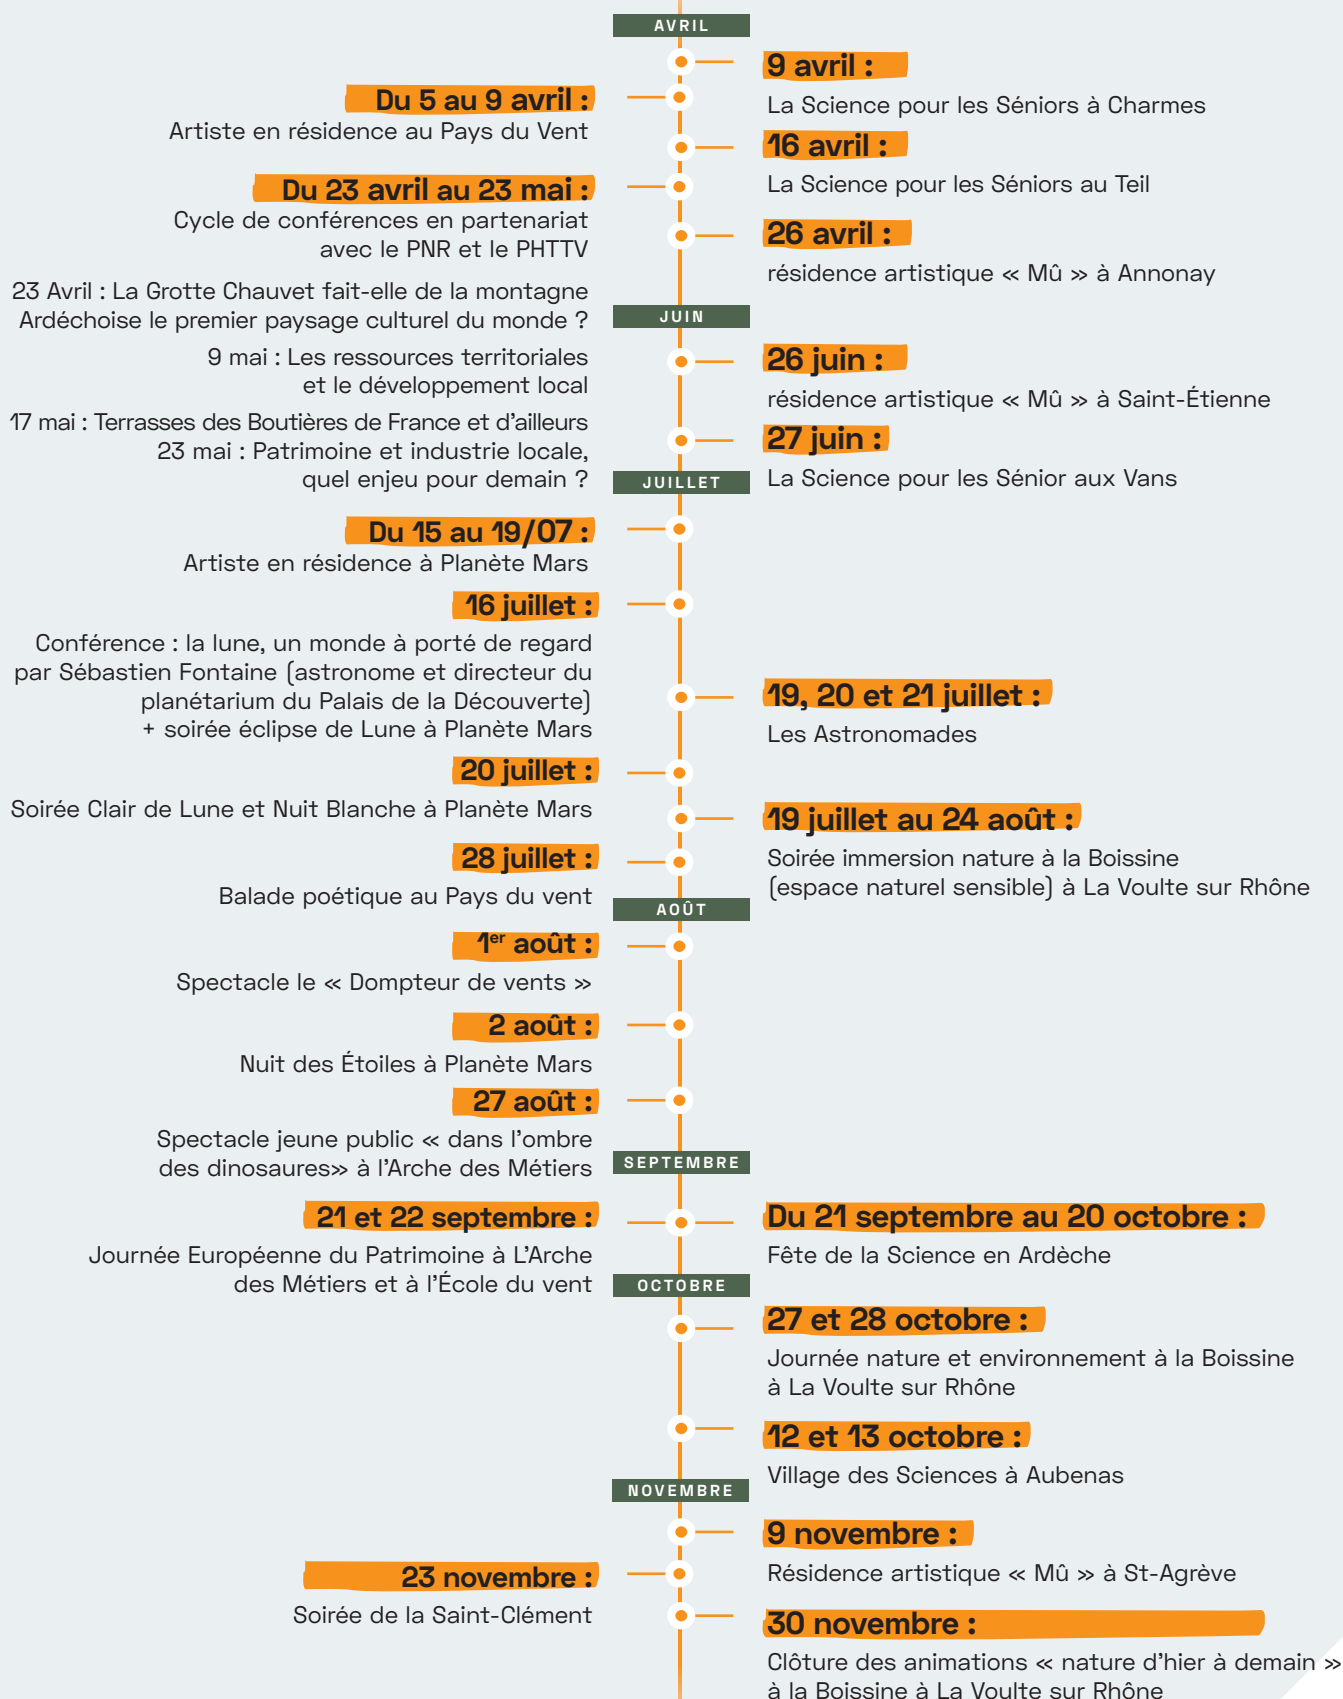 AVRIL
9 avril :
La Science pour les Séniors à Charmes
Du 5 au 9 avril :
Artiste en résidence au Pays du Vent
16 avril :
La Science pour les Séniors au Teil
Du 23 avril au 23 mai :
Cycle de conférences en partenariat
avec le PNR et le PHTTV
23 Avril : La Grotte Chauvet fait-elle de la montagne
Ardéchoise le premier paysage culturel du monde ?
9 mai : Les ressources territoriales
et le développement local
17 mai : Terrasses des Boutières de France et d'ailleurs
23 mai : Patrimoine et industrie locale,
quel enjeu pour demain ?
26 avril :
résidence artistique « Mû » à Annonay
JUIN
26 juin :
résidence artistique « Mû » à Saint-Étienne
27 juin :
La Science pour les Sénior aux Vans
JUILLET
Du 15 au 19/07 :
Artiste en résidence à Planète Mars
16 juillet :
Conférence : la lune, un monde à porté de regard
par Sébastien Fontaine (astronome et directeur du
planétarium du Palais de la Découverte)
+ soirée éclipse de Lune à Planète Mars
19, 20 et 21 juillet :
Les Astronomades
20 juillet :
Soirée Clair de Lune et Nuit Blanche à Planète Mars
19 juillet au 24 août :
Soirée immersion nature à la Boissine
(espace naturel sensible) à La Voulte sur Rhône
28 juillet :
Balade poétique au Pays du vent
AOÛT
1er août :
Spectacle le « Dompteur de vents »
2 août :
Nuit des Étoiles à Planète Mars
27 août :
Spectacle jeune public « dans l'ombre
des dinosaures» à l'Arche des Métiers
SEPTEMBRE
21 et 22 septembre :
Journée Européenne du Patrimoine à L'Arche
des Métiers et à l'École du vent
Du 21 septembre au 20 octobre :
Fête de la Science en Ardèche
OCTOBRE
27 et 28 octobre :
Journée nature et environnement à la Boissine
à La Voulte sur Rhône
12 et 13 octobre :
Village des Sciences à Aubenas
NOVEMBRE
9 novembre :
Résidence artistique « Mû » à St-Agrève
23 novembre :
Soirée de la Saint-Clément
30 novembre :
Clôture des animations « nature d'hier à demain »
à la Boissine à La Voulte sur Rhône